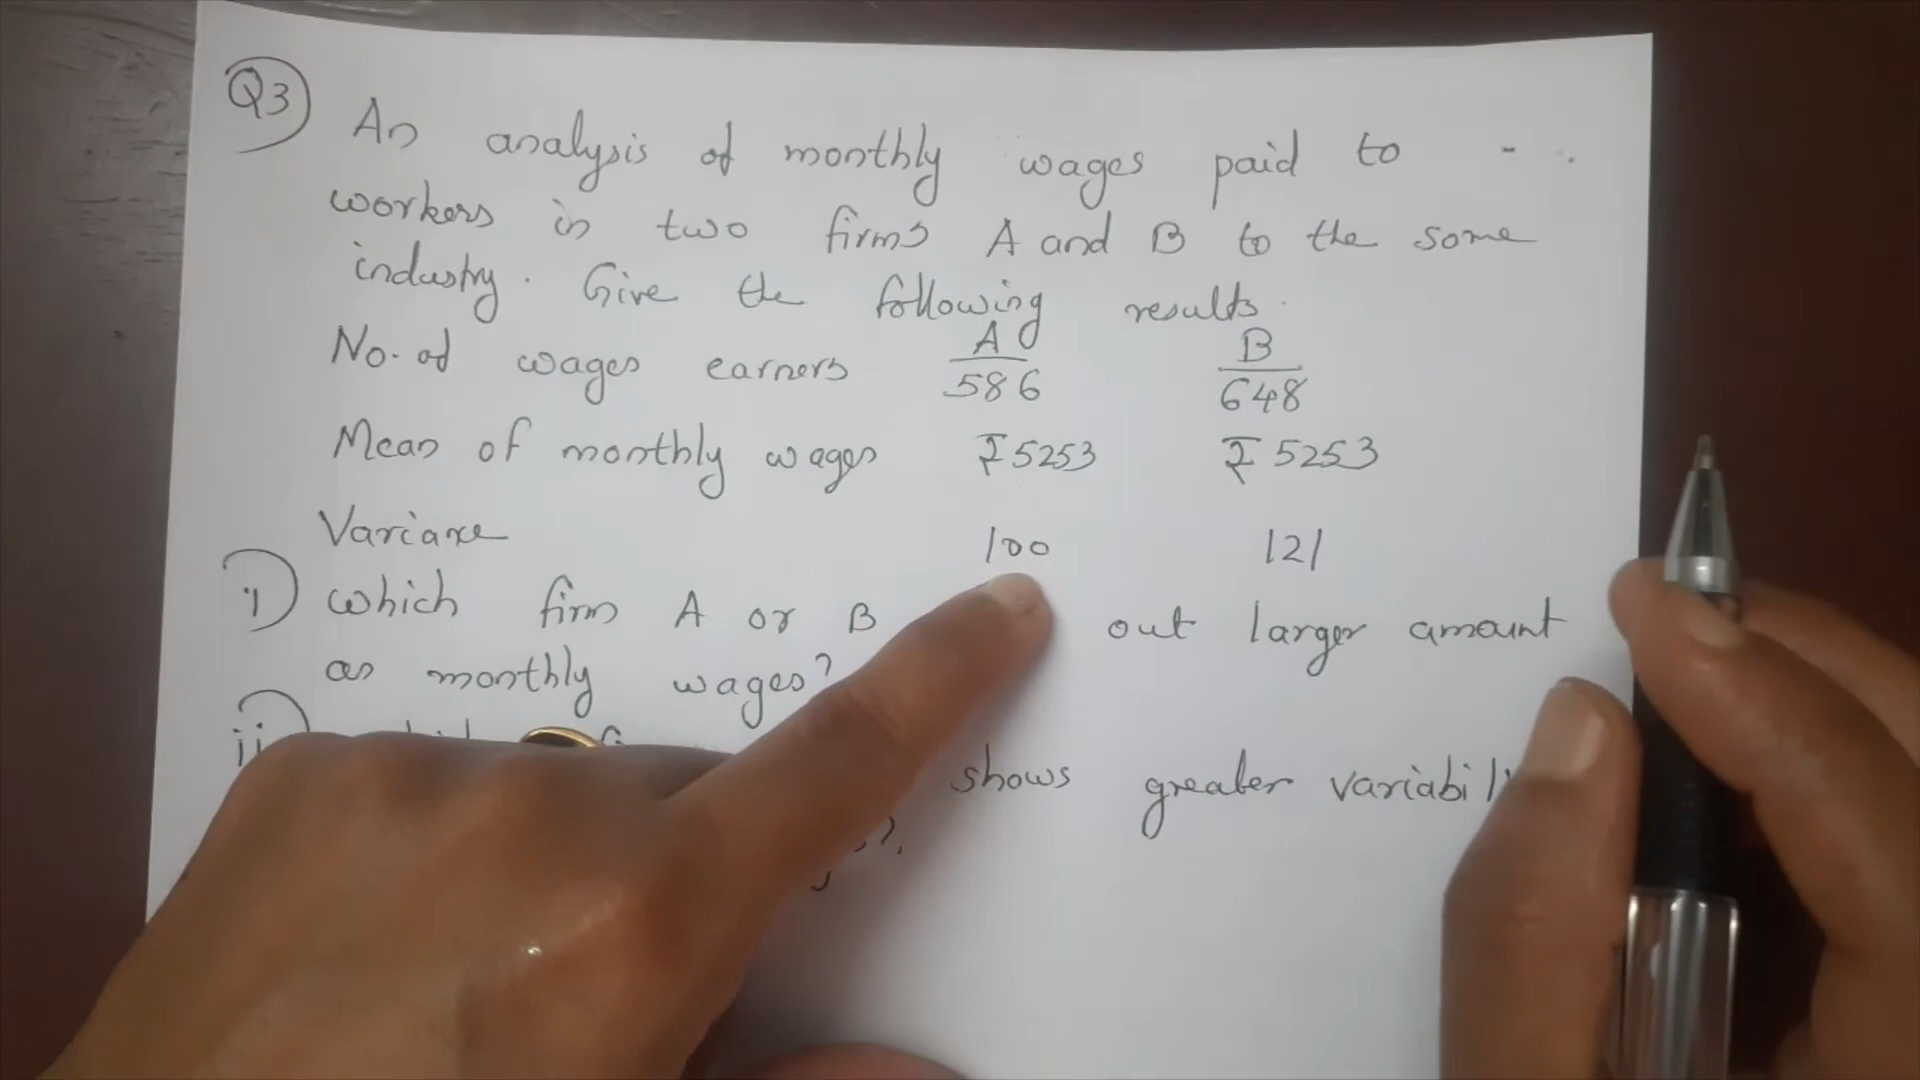 Q3
An analysis of monthly wages paid to
workers in two firms A and B to the some
industry. Give the following results.
A B
No. of wages earners 586 648
Mean of monthly wages ₹5253 ₹5253
Variance 100 121
i) which firm A or B out larger amount
as monthly wages?
ii) shows greater